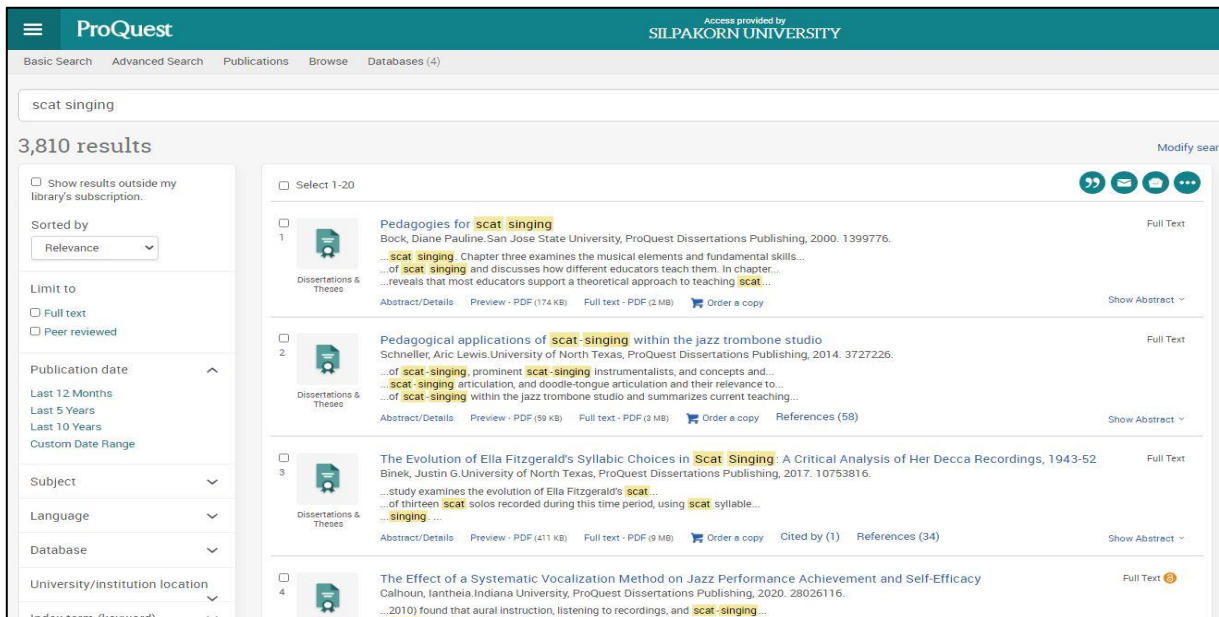 ProQuest
Access provided by
SILPAKORN UNIVERSITY
Basic Search Advanced Search Publications Browse Databases (4)
scat singing
3,810 results
Modify sear
Show results outside my
library's subscription.
Sorted by
Relevance
Limit to
Full text
Peer reviewed
Publication date
Last 12 Months
Last 5 Years
Last 10 Years
Custom Date Range
Subject
Language
Database
University/institution location
Index term (keyword)
Select 1-20
1
Dissertations &
Theses
Pedagogies for scat singing
Full Text
Bock, Diane Pauline.San Jose State University, ProQuest Dissertations Publishing, 2000. 1399776.
...scat singing. Chapter three examines the musical elements and fundamental skills...
...of scat singing and discusses how different educators teach them. In chapter...
...reveals that most educators support a theoretical approach to teaching scat...
Abstract/Details Preview - PDF (174 KB) Full text - PDF (2 MB) Order a copy
Show Abstract
2
Dissertations &
Theses
Pedagogical applications of scat-singing within the jazz trombone studio
Full Text
Schneller, Aric Lewis.University of North Texas, ProQuest Dissertations Publishing, 2014. 3727226.
...of scat-singing, prominent scat-singing instrumentalists, and concepts and...
...scat-singing articulation, and doodle-tongue articulation and their relevance to...
...of scat-singing within the jazz trombone studio and summarizes current teaching...
Abstract/Details Preview - PDF (59 KB) Full text - PDF (3 MB) Order a copy References (58)
Show Abstract
3
Dissertations &
Theses
The Evolution of Ella Fitzgerald's Syllabic Choices in Scat Singing: A Critical Analysis of Her Decca Recordings, 1943-52
Full Text
Binek, Justin G.University of North Texas, ProQuest Dissertations Publishing, 2017. 10753816.
...study examines the evolution of Ella Fitzgerald's scat...
...of thirteen scat solos recorded during this time period, using scat syllable...
...singing. ...
Abstract/Details Preview - PDF (411 KB) Full text - PDF (9 MB) Order a copy Cited by (1) References (34)
Show Abstract
4
The Effect of a Systematic Vocalization Method on Jazz Performance Achievement and Self-Efficacy
Full Text
Calhoun, Iantheia.Indiana University, ProQuest Dissertations Publishing, 2020. 28026116.
...2010) found that aural instruction, listening to recordings, and scat-singing...